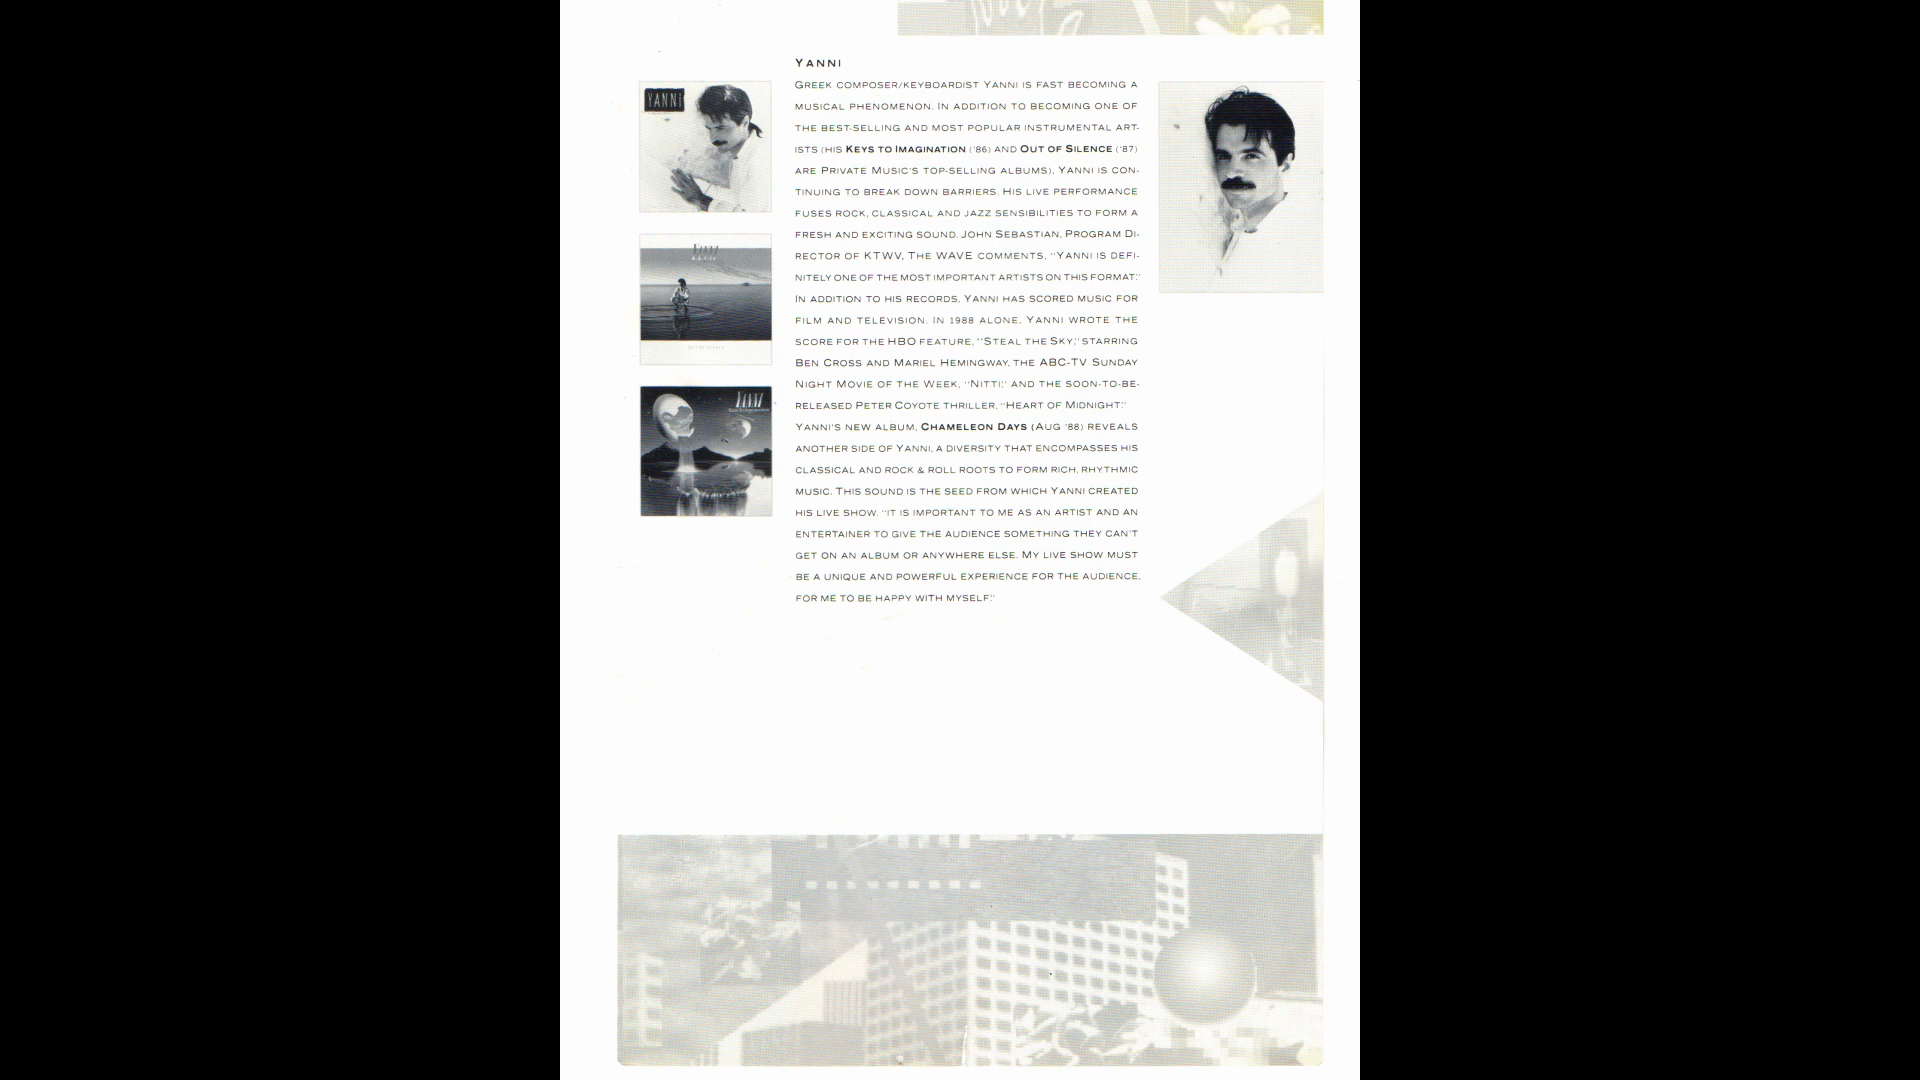 YANNI
GREEK COMPOSER/KEYBOARDIST YANNI IS FAST BECOMING A
MUSICAL PHENOMENON. IN ADDITION TO BECOMING ONE OF
THE BEST-SELLING AND MOST POPULAR INSTRUMENTAL ART-
ISTS (HIS KEYS TO IMAGINATION ('86) AND OUT OF SILENCE ('87)
ARE PRIVATE MUSIC'S TOP-SELLING ALBUMS), YANNI IS CON-
TINUING TO BREAK DOWN BARRIERS. HIS LIVE PERFORMANCE
FUSES ROCK, CLASSICAL AND JAZZ SENSIBILITIES TO FORM A
FRESH AND EXCITING SOUND. JOHN SEBASTIAN, PROGRAM DI-
RECTOR OF KTWV, THE WAVE COMMENTS, "YANNI IS DEFI-
NITELY ONE OF THE MOST IMPORTANT ARTISTS ON THIS FORMAT."
IN ADDITION TO HIS RECORDS, YANNI HAS SCORED MUSIC FOR
FILM AND TELEVISION. IN 1988 ALONE, YANNI WROTE THE
SCORE FOR THE HBO FEATURE, "STEAL THE SKY," STARRING
BEN CROSS AND MARIEL HEMINGWAY, THE ABC-TV SUNDAY
NIGHT MOVIE OF THE WEEK, "NITTI," AND THE SOON-TO-BE-
RELEASED PETER COYOTE THRILLER, "HEART OF MIDNIGHT."
YANNI'S NEW ALBUM, CHAMELEON DAYS (AUG '88) REVEALS
ANOTHER SIDE OF YANNI, A DIVERSITY THAT ENCOMPASSES HIS
CLASSICAL AND ROCK & ROLL ROOTS TO FORM RICH, RHYTHMIC
MUSIC. THIS SOUND IS THE SEED FROM WHICH YANNI CREATED
HIS LIVE SHOW. "IT IS IMPORTANT TO ME AS AN ARTIST AND AN
ENTERTAINER TO GIVE THE AUDIENCE SOMETHING THEY CAN'T
GET ON AN ALBUM OR ANYWHERE ELSE. MY LIVE SHOW MUST
BE A UNIQUE AND POWERFUL EXPERIENCE FOR THE AUDIENCE,
FOR ME TO BE HAPPY WITH MYSELF."
YANNI
YANNI
YANNI
KEYS TO IMAGINATION